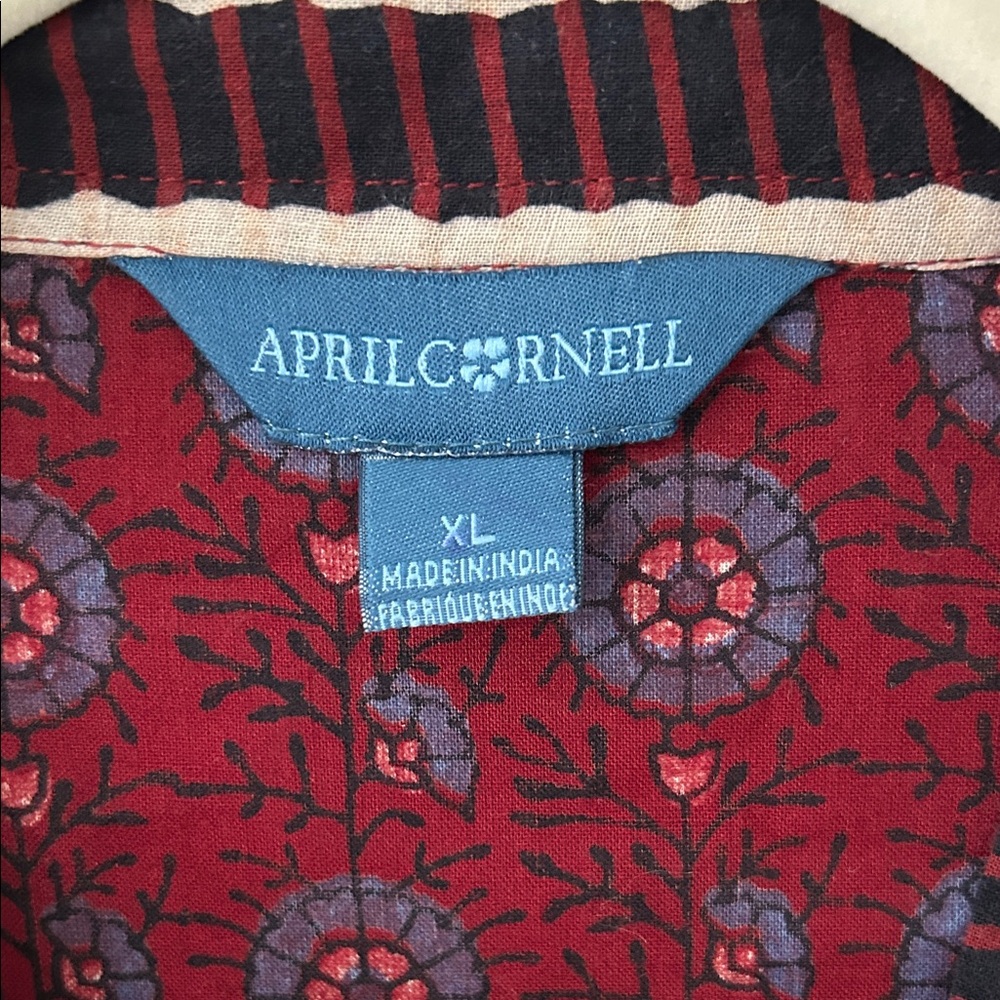 APRILCORNELL
XL
MADE IN INDIA
FABRIQUE EN INDE